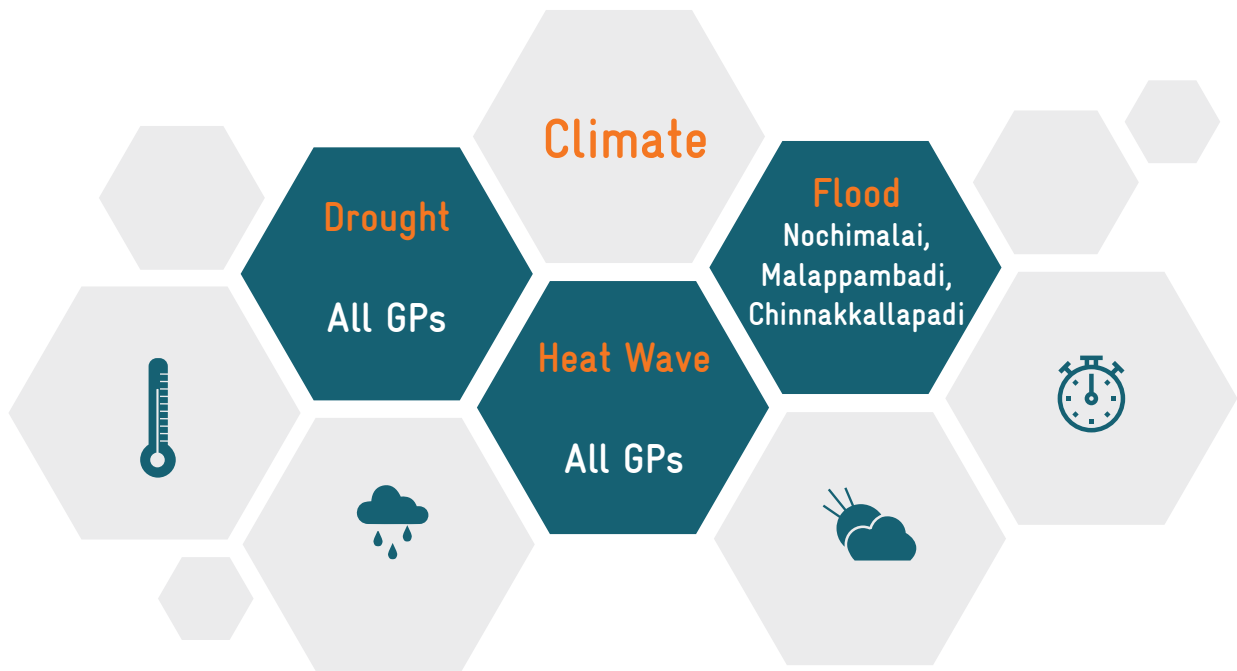 Climate
Drought
All GPs
Heat Wave
All GPs
Flood
Nochimalai,
Malappambadi,
Chinnakkallapadi